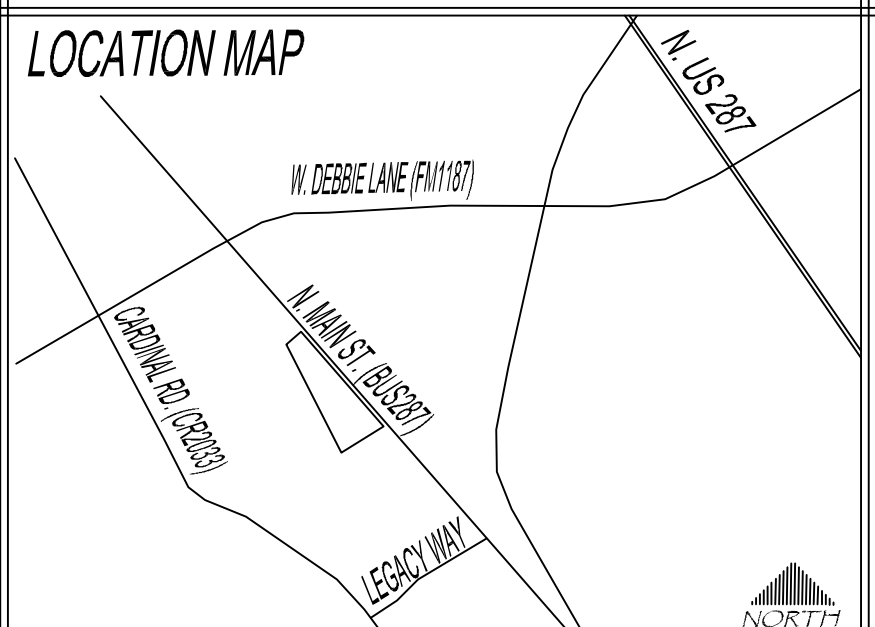 LOCATION MAP
N. US 287
W. DEBBIE LANE (FM1187)
N. MAIN ST. (BUS287)
CARDINAL RD. (CR2033)
LEGACY WAY
NORTH